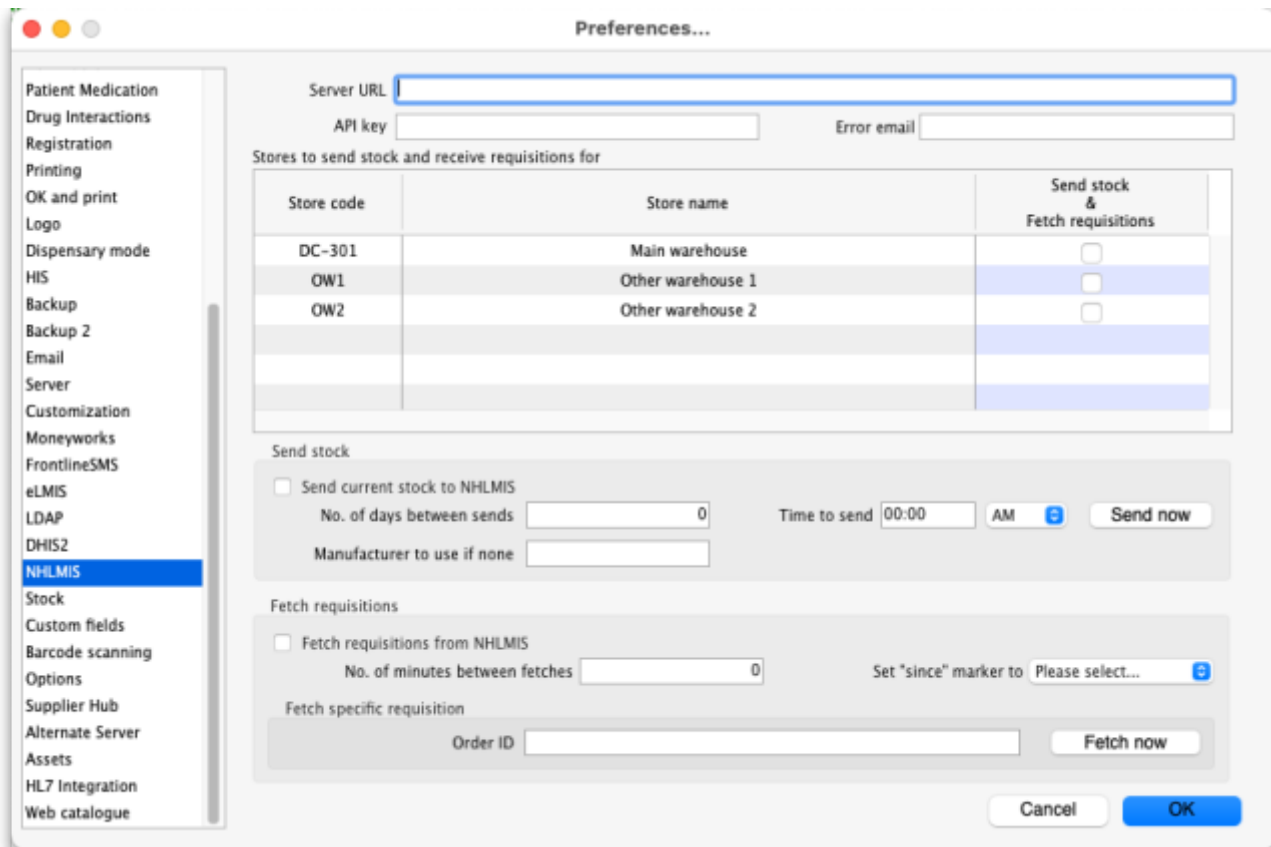 Preferences...
Patient Medication
Drug Interactions
Registration
Printing
OK and print
Logo
Dispensary mode
HIS
Backup
Backup 2
Email
Server
Customization
Moneyworks
FrontlineSMS
eLMIS
LDAP
DHIS2
NHLMIS
Stock
Custom fields
Barcode scanning
Options
Supplier Hub
Alternate Server
Assets
HL7 Integration
Web catalogue
Server URL
API key Error email
Stores to send stock and receive requisitions for
Store code Store name Send stock
&
Fetch requisitions
DC-301 Main warehouse
OW1 Other warehouse 1
OW2 Other warehouse 2
Send stock
Send current stock to NHLMIS
No. of days between sends 0 Time to send 00:00 AM Send now
Manufacturer to use if none
Fetch requisitions
Fetch requisitions from NHLMIS
No. of minutes between fetches 0 Set "since" marker to Please select...
Fetch specific requisition
Order ID Fetch now
Cancel OK